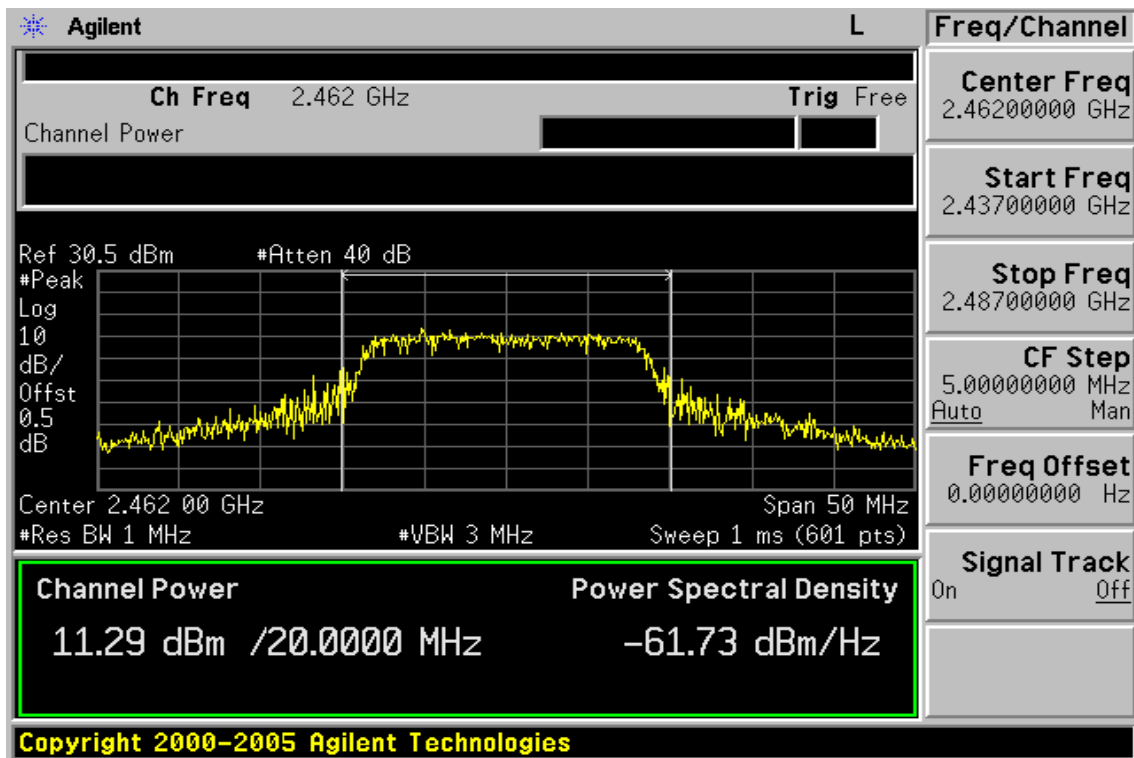 Agilent
L
Freq/Channel
Ch Freq 2.462 GHz
Trig Free
Channel Power
Center Freq
2.46200000 GHz
Start Freq
2.43700000 GHz
Stop Freq
2.48700000 GHz
CF Step
5.00000000 MHz
Auto Man
Freq Offset
0.00000000 Hz
Signal Track
On Off
Ref 30.5 dBm #Atten 40 dB
#Peak
Log
10
dB/
Offst
0.5
dB
Center 2.462 00 GHz Span 50 MHz
#Res BW 1 MHz #VBW 3 MHz Sweep 1 ms (601 pts)
Channel Power Power Spectral Density
11.29 dBm /20.0000 MHz -61.73 dBm/Hz
Copyright 2000-2005 Agilent Technologies